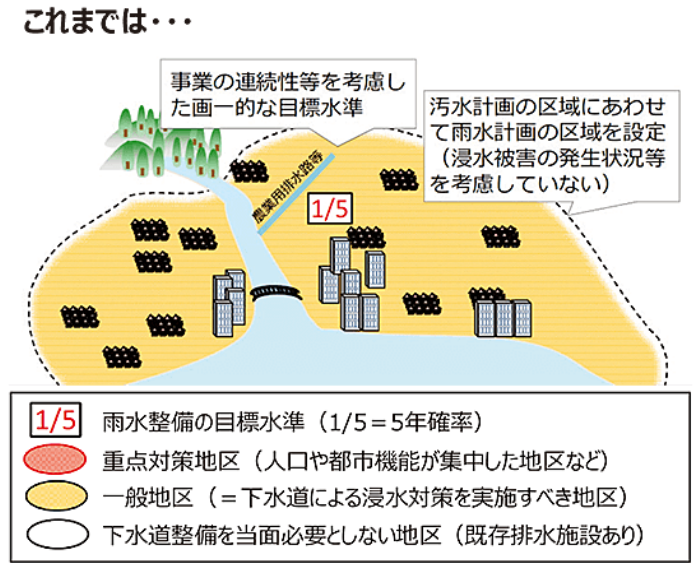 これまでは・・・
事業の連続性等を考慮し
た画一的な目標水準
汚水計画の区域にあわせ
て雨水計画の区域を設定
（浸水被害の発生状況等
を考慮していない）
農業用排水路等
1/5
1/5 雨水整備の目標水準（1/5＝5年確率）
重点対策地区（人口や都市機能が集中した地区など）
一般地区（＝下水道による浸水対策を実施すべき地区）
下水道整備を当面必要としない地区（既存排水施設あり）